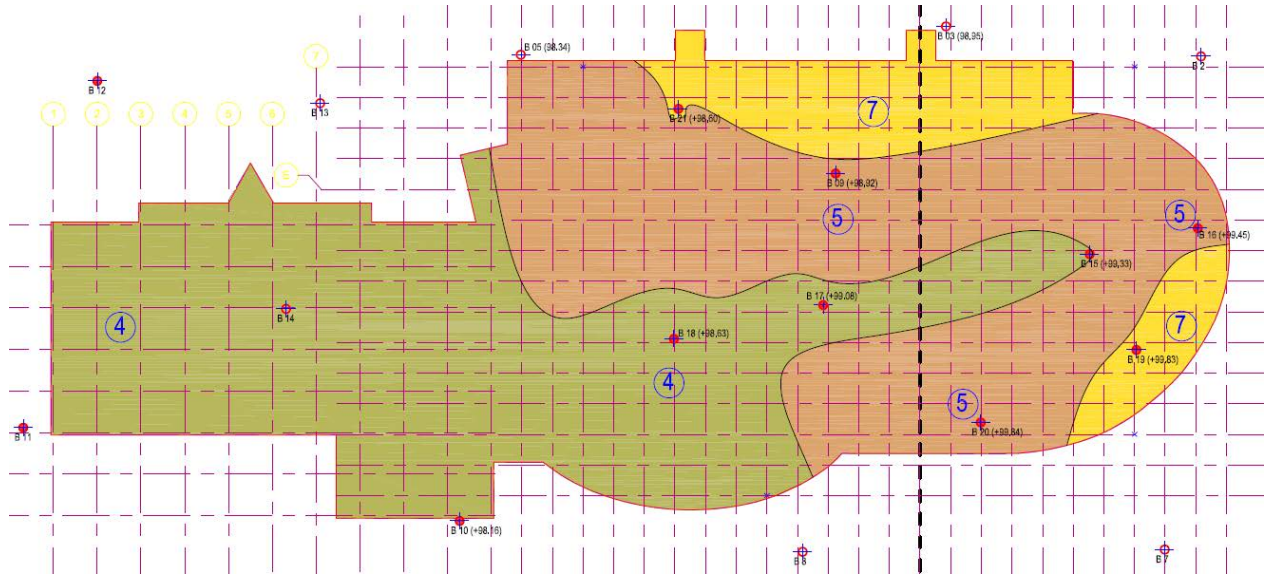 B 05 (98.34)
B 03 (98,95)
B 2
7
B 12
B 13
1
2
3
4
5
6
B 21 (+98,60)
7
B 09 (+98,92)
5
5
B 16 (+99,45)
B 15 (+99,33)
B 17 (+99,08)
B 14
4
B 18 (+98,63)
7
B 19 (+99,83)
4
5
B 20 (+99,84)
B 11
B 10 (+98,16)
B 8
B 7